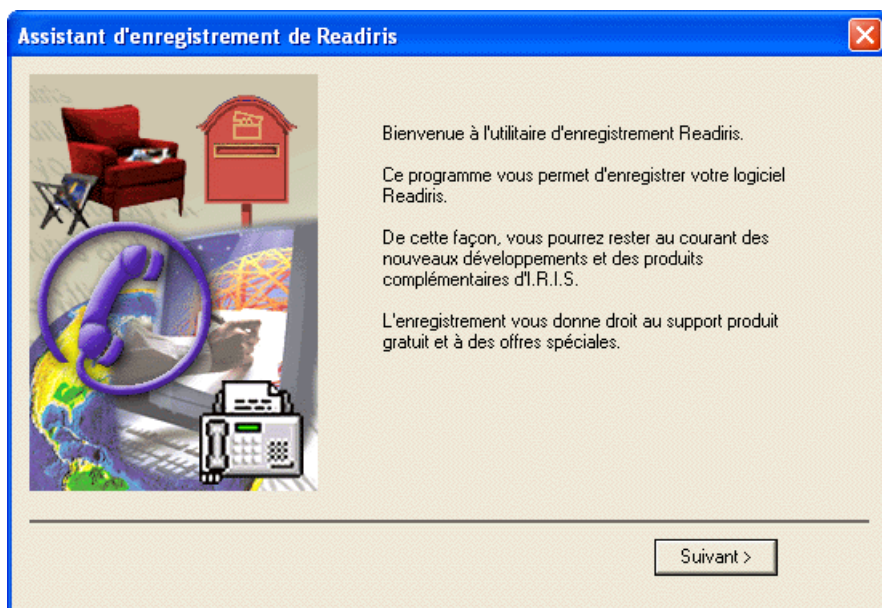 Assistant d'enregistrement de Readiris
Bienvenue à l'utilitaire d'enregistrement Readiris.
Ce programme vous permet d'enregistrer votre logiciel
Readiris.
De cette façon, vous pourrez rester au courant des
nouveaux développements et des produits
complémentaires d'I.R.I.S.
L'enregistrement vous donne droit au support produit
gratuit et à des offres spéciales.
Suivant >